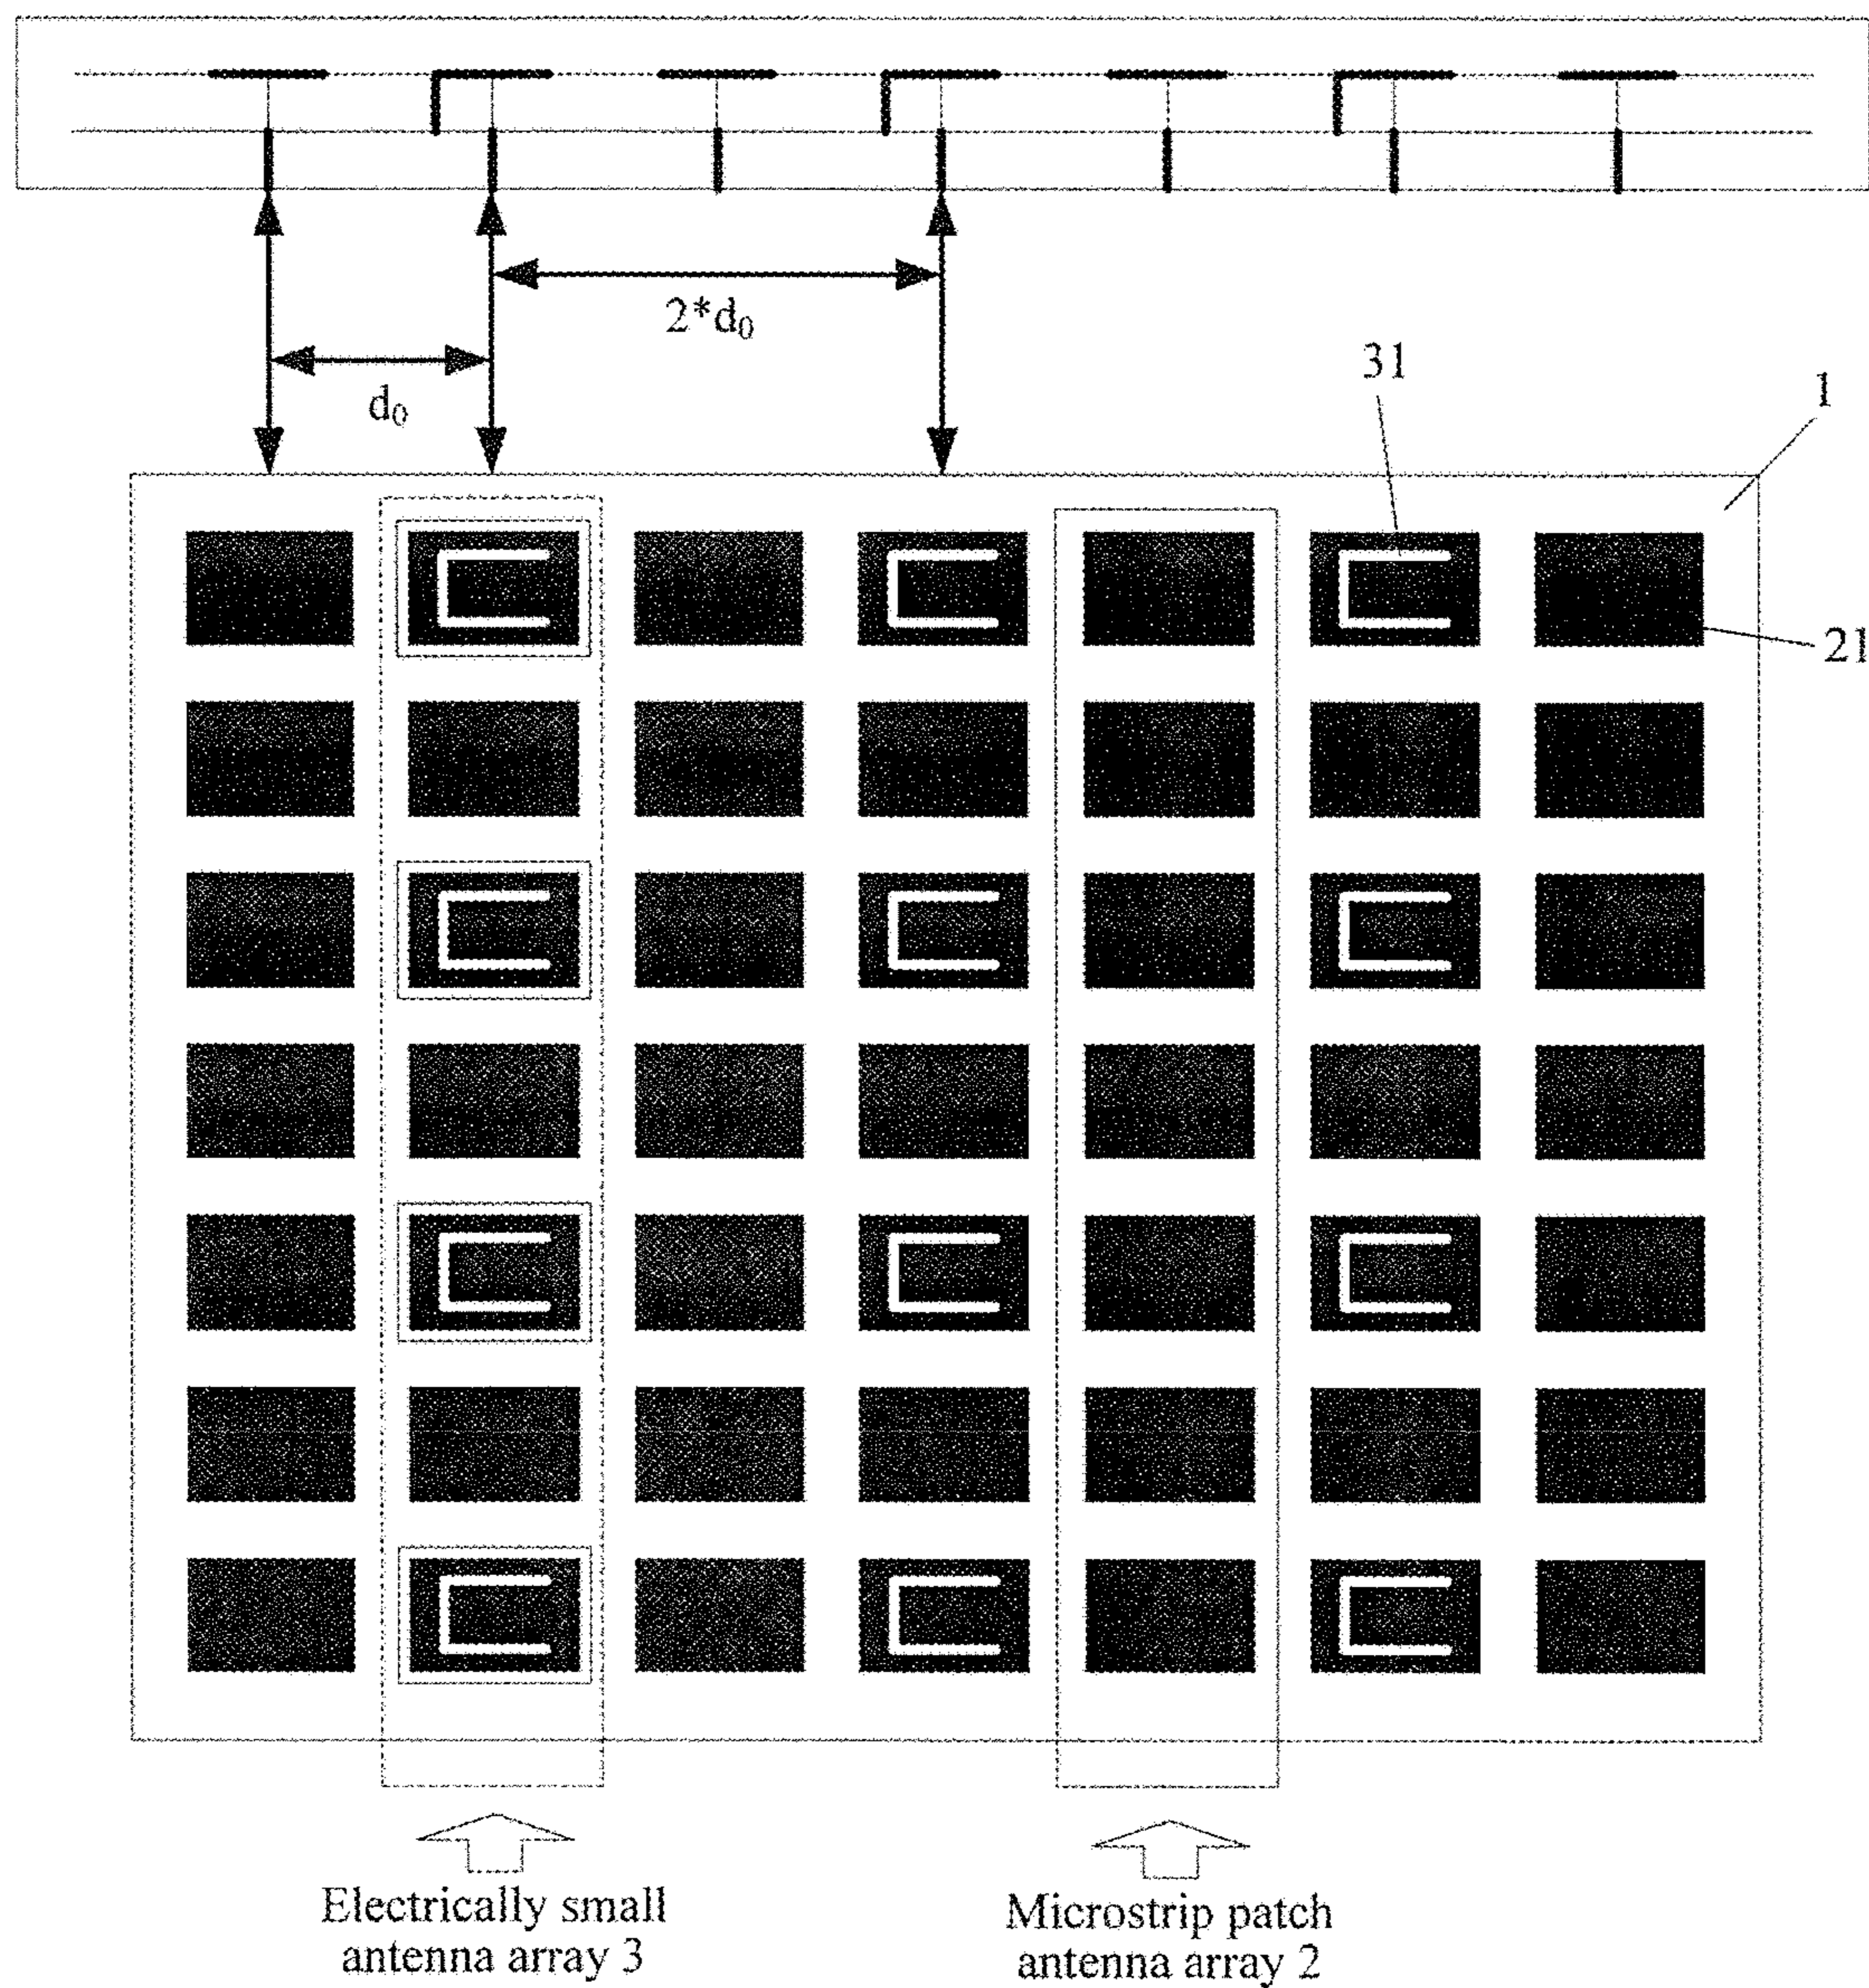 2*d₀
d₀
31
1
21
Electrically small
antenna array 3
Microstrip patch
antenna array 2